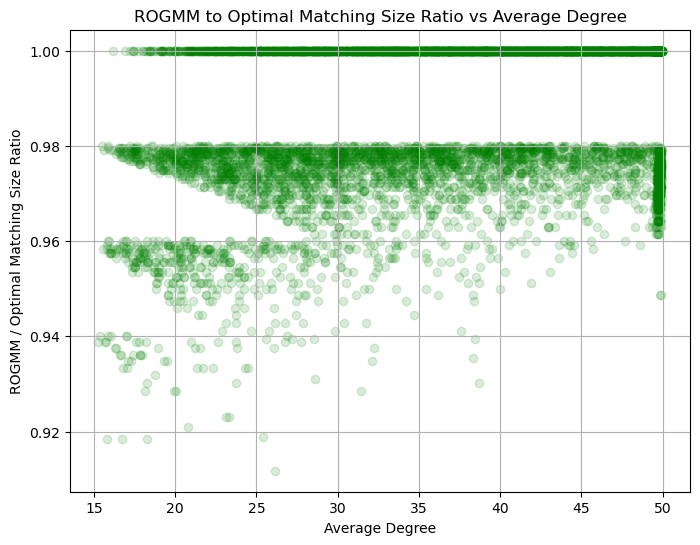 ROGMM to Optimal Matching Size Ratio vs Average Degree
ROGMM / Optimal Matching Size Ratio
1.00
0.98
0.96
0.94
0.92
15 20 25 30 35 40 45 50
Average Degree